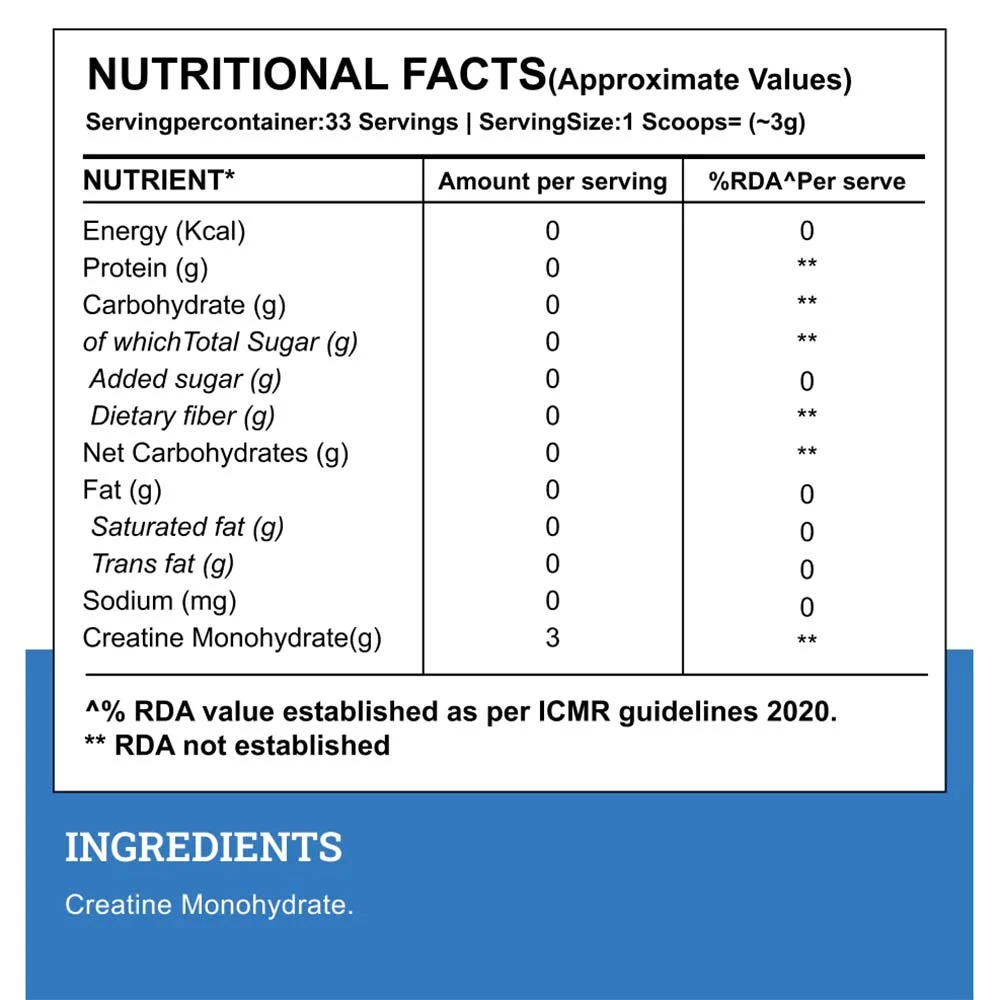 NUTRITIONAL FACTS(Approximate Values)
Servingpercontainer:33 Servings | ServingSize:1 Scoops= (~3g)
NUTRIENT* Amount per serving %RDA^Per serve
Energy (Kcal) 0 0
Protein (g) 0 **
Carbohydrate (g) 0 **
of whichTotal Sugar (g) 0 **
Added sugar (g) 0 0
Dietary fiber (g) 0 **
Net Carbohydrates (g) 0 **
Fat (g) 0 0
Saturated fat (g) 0 0
Trans fat (g) 0 0
Sodium (mg) 0 0
Creatine Monohydrate(g) 3 **
^% RDA value established as per ICMR guidelines 2020.
** RDA not established
INGREDIENTS
Creatine Monohydrate.